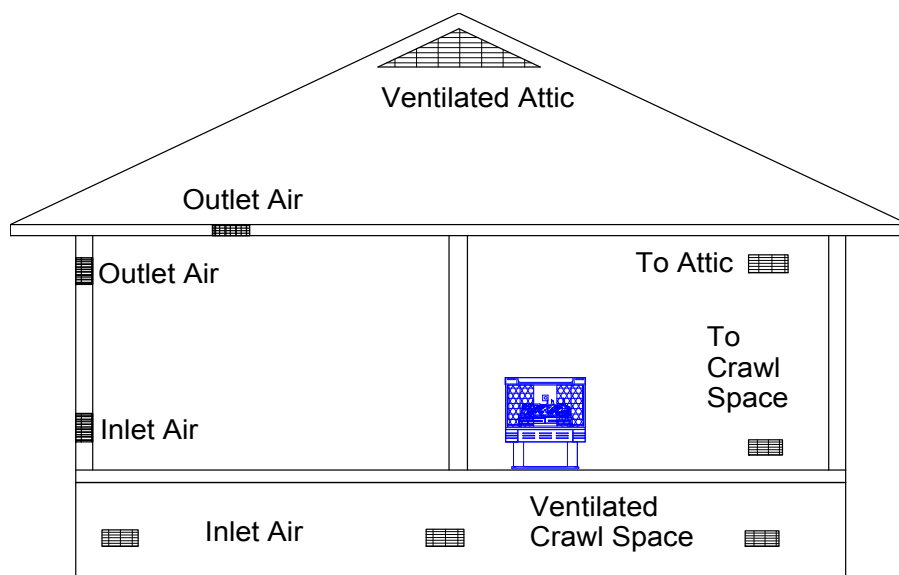 Ventilated Attic
Outlet Air
Outlet Air
To Attic
To
Crawl
Space
Inlet Air
Inlet Air
Ventilated
Crawl Space